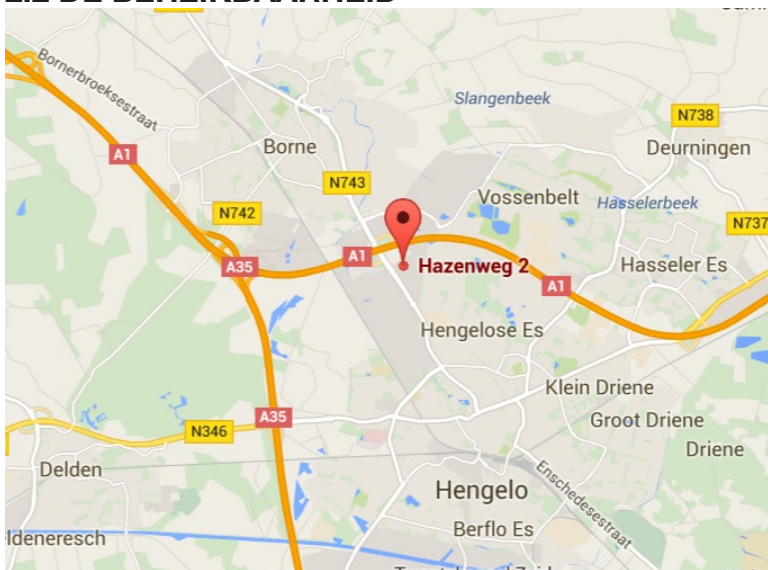 Bornerbroeksestraat
Slangenbeek
N738
A1
Borne
Deurningen
N743
N742
Vossenbelt
Hasselerbeek
N737
A1
A35
Hazenweg 2
Hasseler Es
A1
Hengelose Es
Klein Driene
A35
Groot Driene
N346
Driene
Delden
Enschedesestraat
Hengelo
Berflo Es
ldeneresch